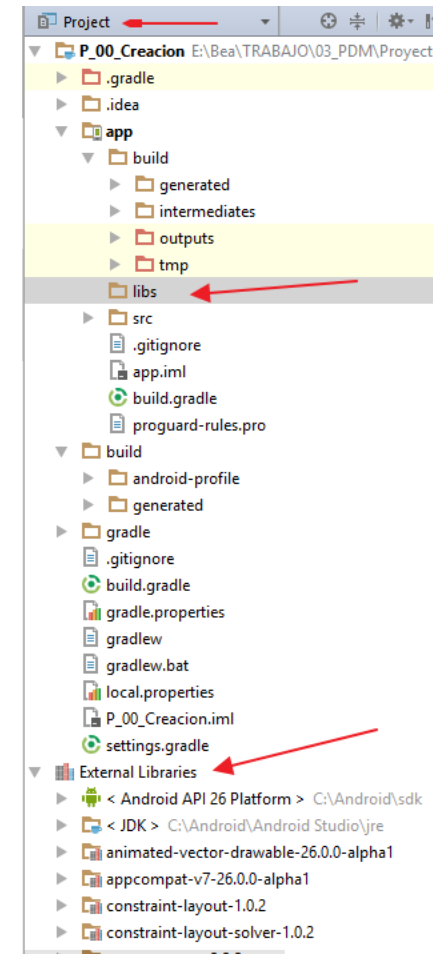 Project
P_00_Creacion E:\Bea\TRABAJO\03_PDM\Proyect
.gradle
.idea
app
build
generated
intermediates
outputs
tmp
libs
src
.gitignore
app.iml
build.gradle
proguard-rules.pro
build
android-profile
generated
gradle
.gitignore
build.gradle
gradle.properties
gradlew
gradlew.bat
local.properties
P_00_Creacion.iml
settings.gradle
External Libraries
< Android API 26 Platform > C:\Android\sdk
< JDK > C:\Android\Android Studio\jre
animated-vector-drawable-26.0.0-alpha1
appcompat-v7-26.0.0-alpha1
constraint-layout-1.0.2
constraint-layout-solver-1.0.2